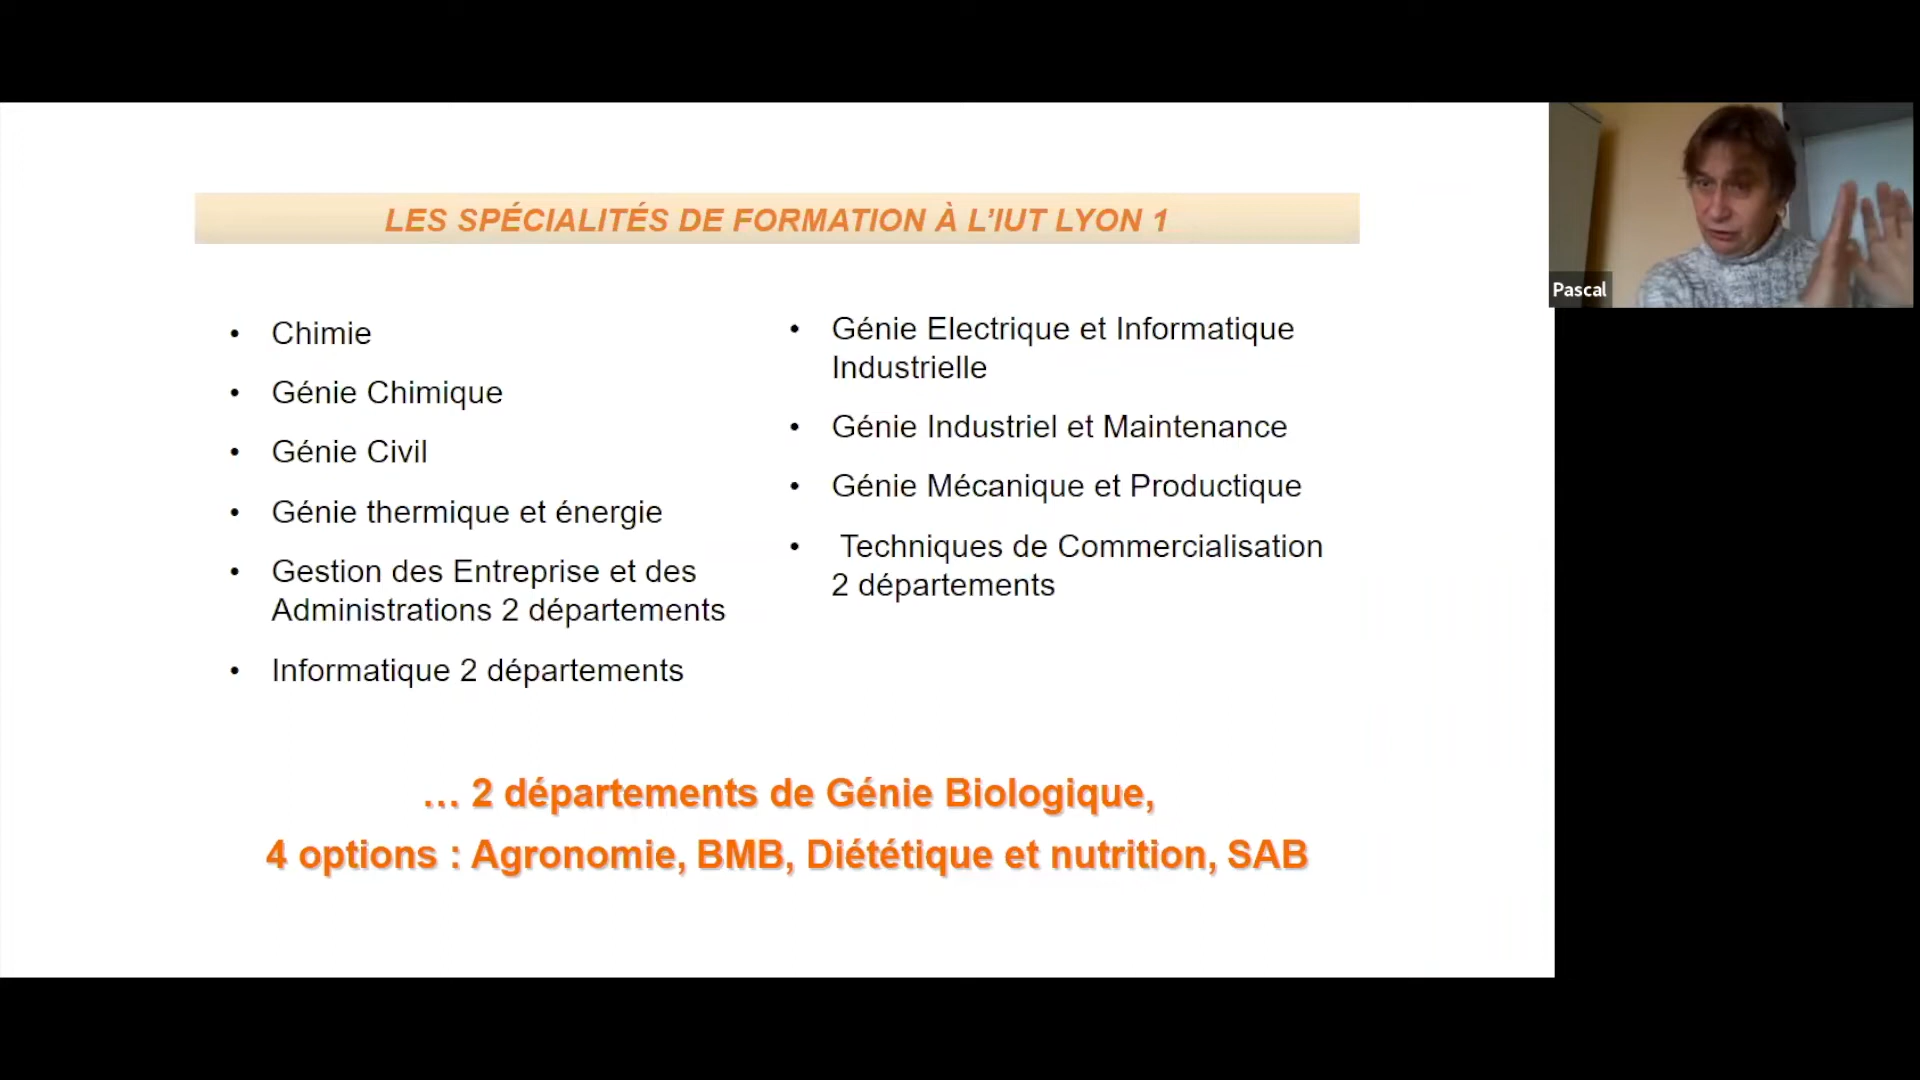 LES SPÉCIALITÉS DE FORMATION À L’IUT LYON 1
• Chimie
• Génie Chimique
• Génie Civil
• Génie thermique et énergie
• Gestion des Entreprise et des
Administrations 2 départements
• Informatique 2 départements
• Génie Electrique et Informatique
Industrielle
• Génie Industriel et Maintenance
• Génie Mécanique et Productique
• Techniques de Commercialisation
2 départements
… 2 départements de Génie Biologique,
4 options : Agronomie, BMB, Diététique et nutrition, SAB
Pascal